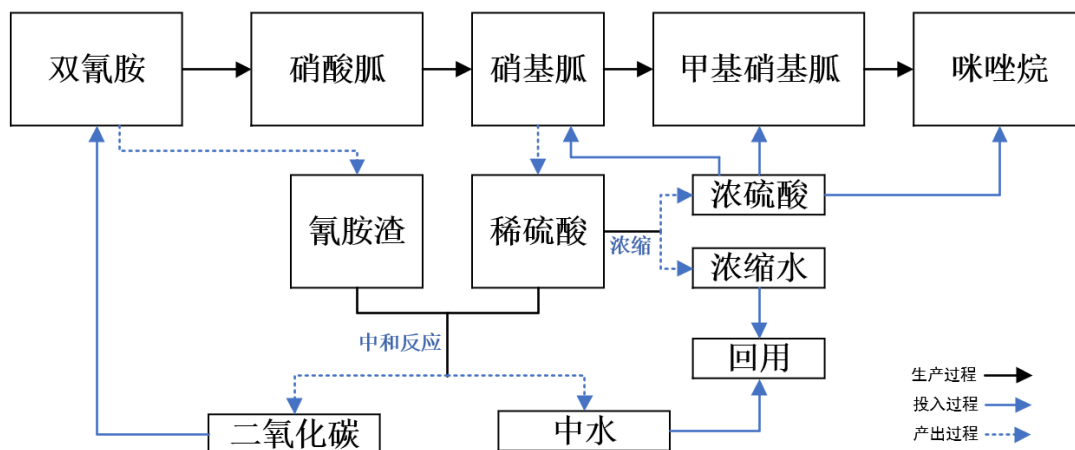 双氰胺
硝酸胍
硝基胍
甲基硝基胍
咪唑烷
氰胺渣
稀硫酸
浓缩
浓硫酸
浓缩水
中和反应
回用
二氧化碳
中水
生产过程
投入过程
产出过程